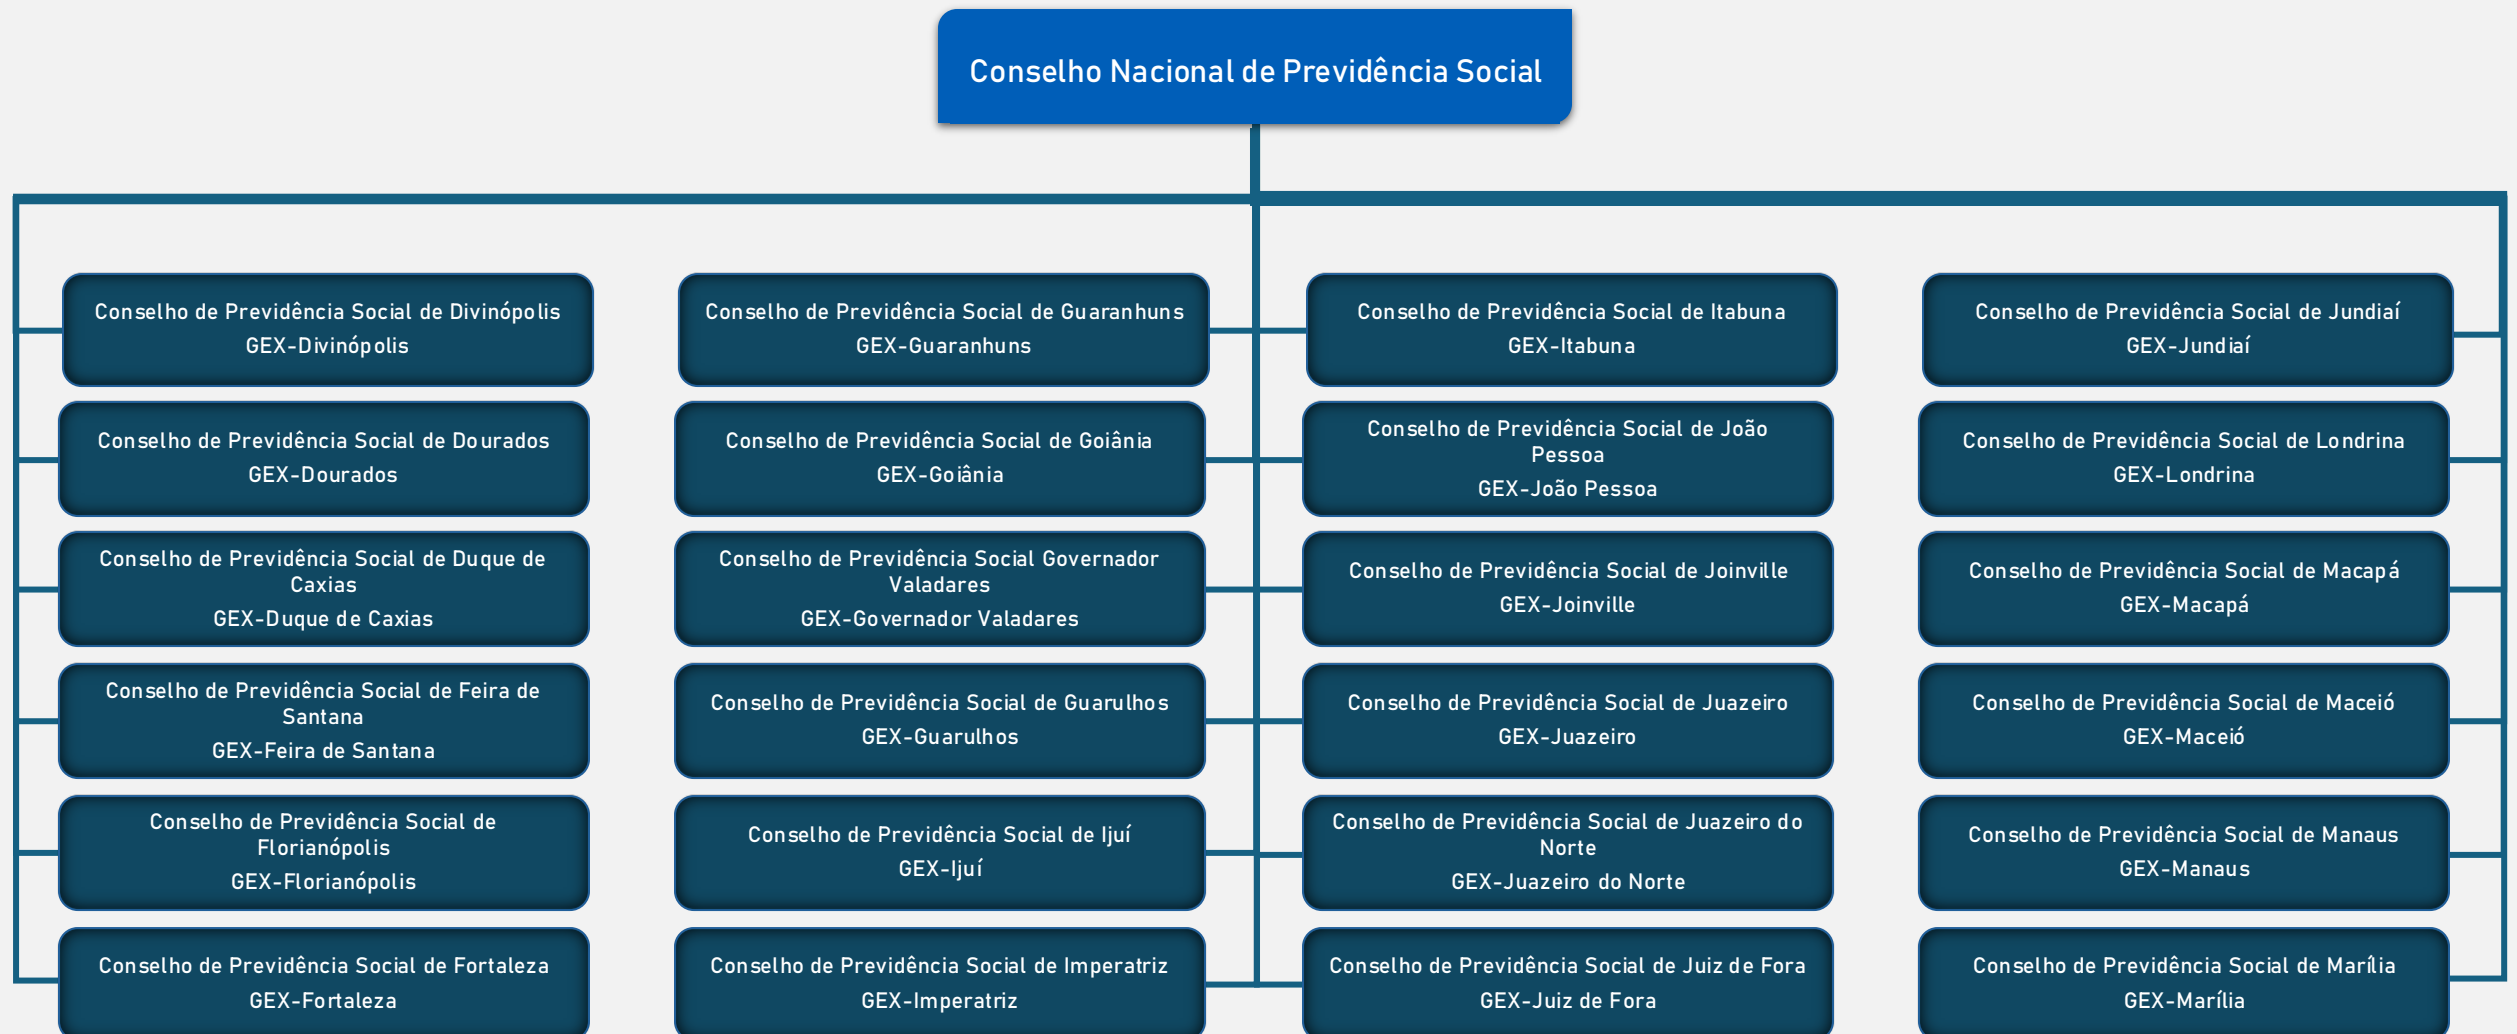 Conselho Nacional de Previdência Social
Conselho de Previdência Social de Divinópolis
GEX-Divinópolis
Conselho de Previdência Social de Guaranhuns
GEX-Guaranhuns
Conselho de Previdência Social de Itabuna
GEX-Itabuna
Conselho de Previdência Social de Jundiaí
GEX-Jundiaí
Conselho de Previdência Social de Dourados
GEX-Dourados
Conselho de Previdência Social de Goiânia
GEX-Goiânia
Conselho de Previdência Social de João
Pessoa
GEX-João Pessoa
Conselho de Previdência Social de Londrina
GEX-Londrina
Conselho de Previdência Social de Duque de
Caxias
GEX-Duque de Caxias
Conselho de Previdência Social Governador
Valadares
GEX-Governador Valadares
Conselho de Previdência Social de Joinville
GEX-Joinville
Conselho de Previdência Social de Macapá
GEX-Macapá
Conselho de Previdência Social de Feira de
Santana
GEX-Feira de Santana
Conselho de Previdência Social de Guarulhos
GEX-Guarulhos
Conselho de Previdência Social de Juazeiro
GEX-Juazeiro
Conselho de Previdência Social de Maceió
GEX-Maceió
Conselho de Previdência Social de
Florianópolis
GEX-Florianópolis
Conselho de Previdência Social de Ijuí
GEX-Ijuí
Conselho de Previdência Social de Juazeiro do
Norte
GEX-Juazeiro do Norte
Conselho de Previdência Social de Manaus
GEX-Manaus
Conselho de Previdência Social de Fortaleza
GEX-Fortaleza
Conselho de Previdência Social de Imperatriz
GEX-Imperatriz
Conselho de Previdência Social de Juiz de Fora
GEX-Juiz de Fora
Conselho de Previdência Social de Marília
GEX-Marília